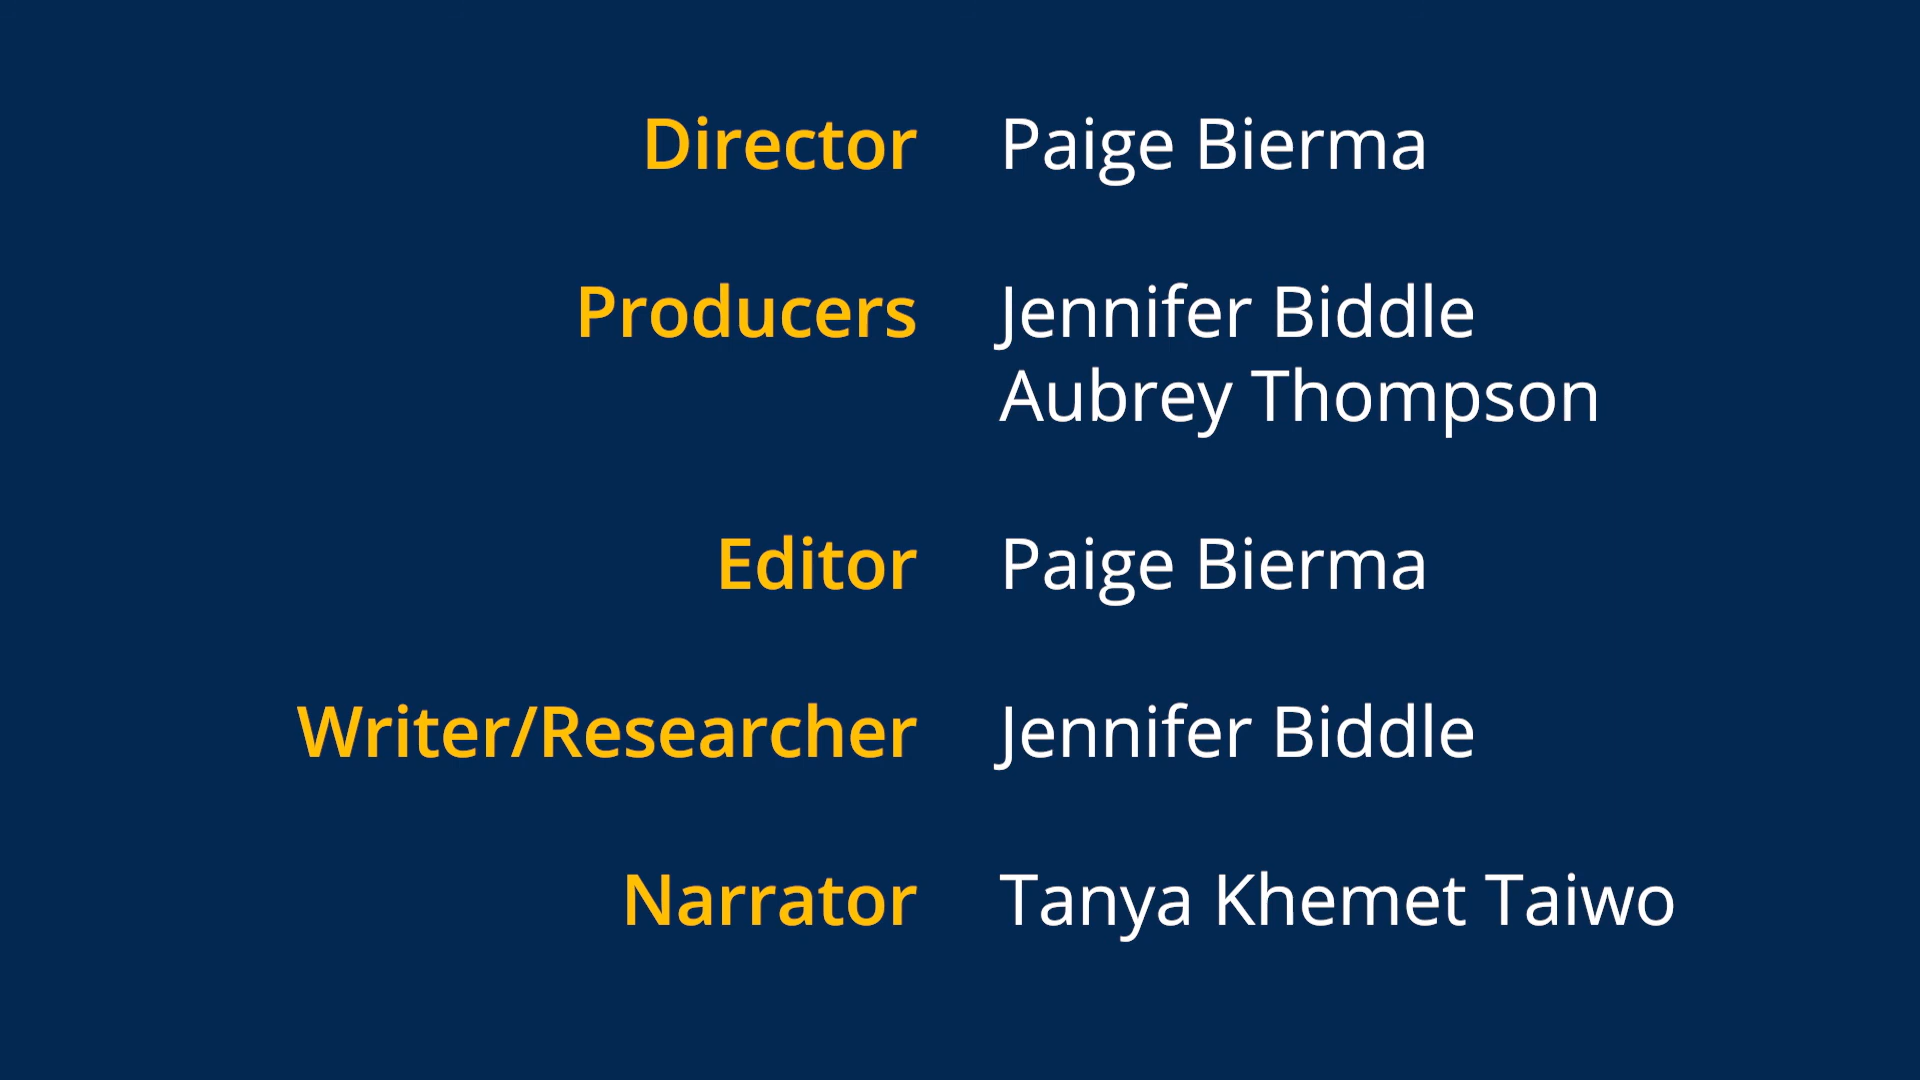 Director Paige Bierma
Producers Jennifer Biddle
Aubrey Thompson
Editor Paige Bierma
Writer/Researcher Jennifer Biddle
Narrator Tanya Khemet Taiwo